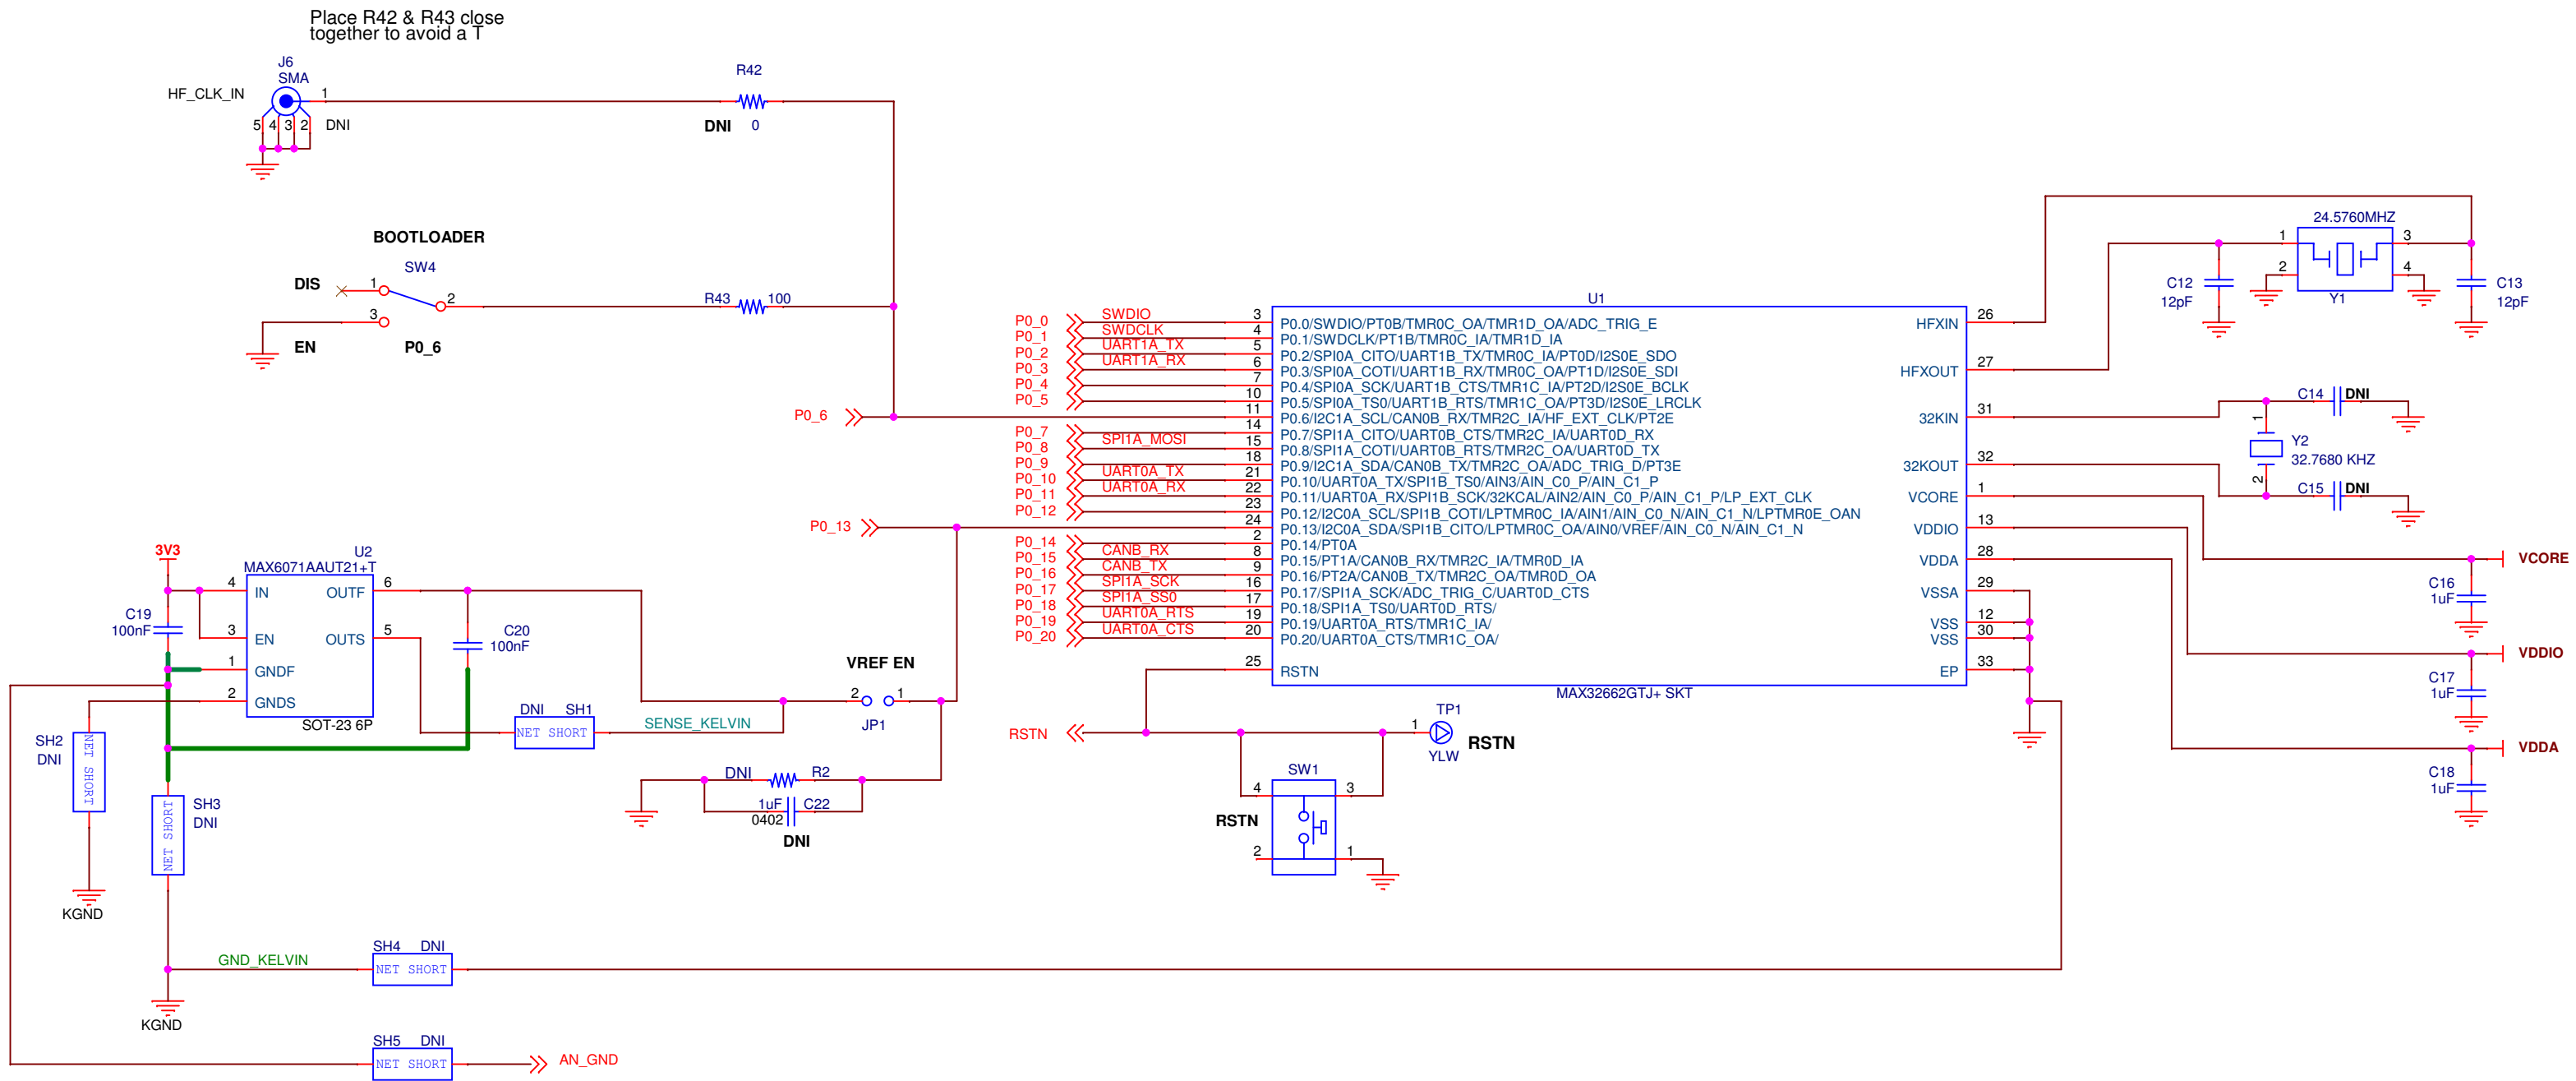 Place R42 & R43 close
together to avoid a T
J6
SMA
HF_CLK_IN
1
5 4 3 2
DNI
R42
DNI 0
BOOTLOADER
SW4
DIS
1
2
3
EN
P0_6
R43 100
P0_6
P0_13
3V3
U2
MAX6071AAUT21+T
4 IN
OUTF 6
3 EN
OUTS 5
1 GNDF
2 GNDS
SOT-23 6P
C19
100nF
C20
100nF
DNI SH1
NET SHORT
SENSE_KELVIN
VREF EN
2 1
JP1
DNI R2
1uF C22
0402
DNI
SH2
DNI
NET SHORT
KGND
SH3
DNI
NET SHORT
GND_KELVIN
KGND
SH4 DNI
NET SHORT
SH5 DNI
NET SHORT
AN_GND
U1
P0_0 SWDIO 3 P0.0/SWDIO/PT0B/TMR0C_OA/TMR1D_OA/ADC_TRIG_E
P0_1 SWDCLK 4 P0.1/SWDCLK/PT1B/TMR0C_IA/TMR1D_IA
P0_2 UART1A_TX 5 P0.2/SPI0A_CITO/UART1B_TX/TMR0C_IA/PT0D/I2S0E_SDO
P0_3 UART1A_RX 6 P0.3/SPI0A_COTI/UART1B_RX/TMR0C_OA/PT1D/I2S0E_SDI
P0_4 7 P0.4/SPI0A_SCK/UART1B_CTS/TMR1C_IA/PT2D/I2S0E_BCLK
P0_5 10 P0.5/SPI0A_TS0/UART1B_RTS/TMR1C_OA/PT3D/I2S0E_LRCLK
11 P0.6/I2C1A_SCL/CAN0B_RX/TMR2C_IA/HF_EXT_CLK/PT2E
P0_7 14 P0.7/SPI1A_CITO/UART0B_CTS/TMR2C_IA/UART0D_RX
P0_8 SPI1A_MOSI 15 P0.8/SPI1A_COTI/UART0B_RTS/TMR2C_OA/UART0D_TX
P0_9 18 P0.9/I2C1A_SDA/CAN0B_TX/TMR2C_OA/ADC_TRIG_D/PT3E
P0_10 UART0A_TX 21 P0.10/UART0A_TX/SPI1B_TS0/AIN3/AIN_C0_P/AIN_C1_P
P0_11 UART0A_RX 22 P0.11/UART0A_RX/SPI1B_SCK/32KCAL/AIN2/AIN_C0_P/AIN_C1_P/LP_EXT_CLK
P0_12 23 P0.12/I2C0A_SCL/SPI1B_COTI/LPTMR0C_IA/AIN1/AIN_C0_N/AIN_C1_N/LPTMR0E_OAN
24 P0.13/I2C0A_SDA/SPI1B_CITO/LPTMR0C_OA/AIN0/VREF/AIN_C0_N/AIN_C1_N
P0_14 2 P0.14/PT0A
P0_15 CANB_RX 8 P0.15/PT1A/CAN0B_RX/TMR2C_IA/TMR0D_IA
P0_16 CANB_TX 9 P0.16/PT2A/CAN0B_TX/TMR2C_OA/TMR0D_OA
P0_17 SPI1A_SCK 16 P0.17/SPI1A_SCK/ADC_TRIG_C/UART0D_CTS
P0_18 SPI1A_SS0 17 P0.18/SPI1A_TS0/UART0D_RTS/
P0_19 UART0A_RTS 19 P0.19/UART0A_RTS/TMR1C_IA/
P0_20 UART0A_CTS 20 P0.20/UART0A_CTS/TMR1C_OA/
25 RSTN
MAX32662GTJ+ SKT
HFXIN 26
HFXOUT 27
32KIN 31
32KOUT 32
VCORE 1
VDDIO 13
VDDA 28
VSSA 29
VSS 12
VSS 30
EP 33
RSTN
1
TP1
YLW
RSTN
SW1
4 3
RSTN
2 1
24.5760MHZ
1 3
2 4
Y1
C12
12pF
C13
12pF
C14 DNI
1
Y2
32.7680 KHZ
2
C15 DNI
VCORE
C16
1uF
VDDIO
C17
1uF
VDDA
C18
1uF